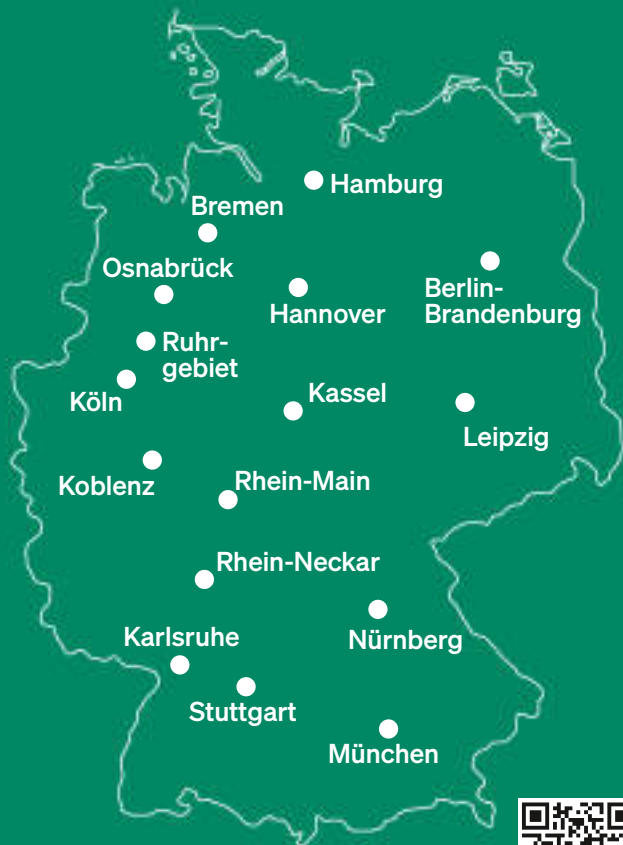 Hamburg
Bremen
Osnabrück
Hannover
Berlin-
Brandenburg
Ruhr-
gebiet
Köln
Kassel
Leipzig
Koblenz
Rhein-Main
Rhein-Neckar
Nürnberg
Karlsruhe
Stuttgart
München